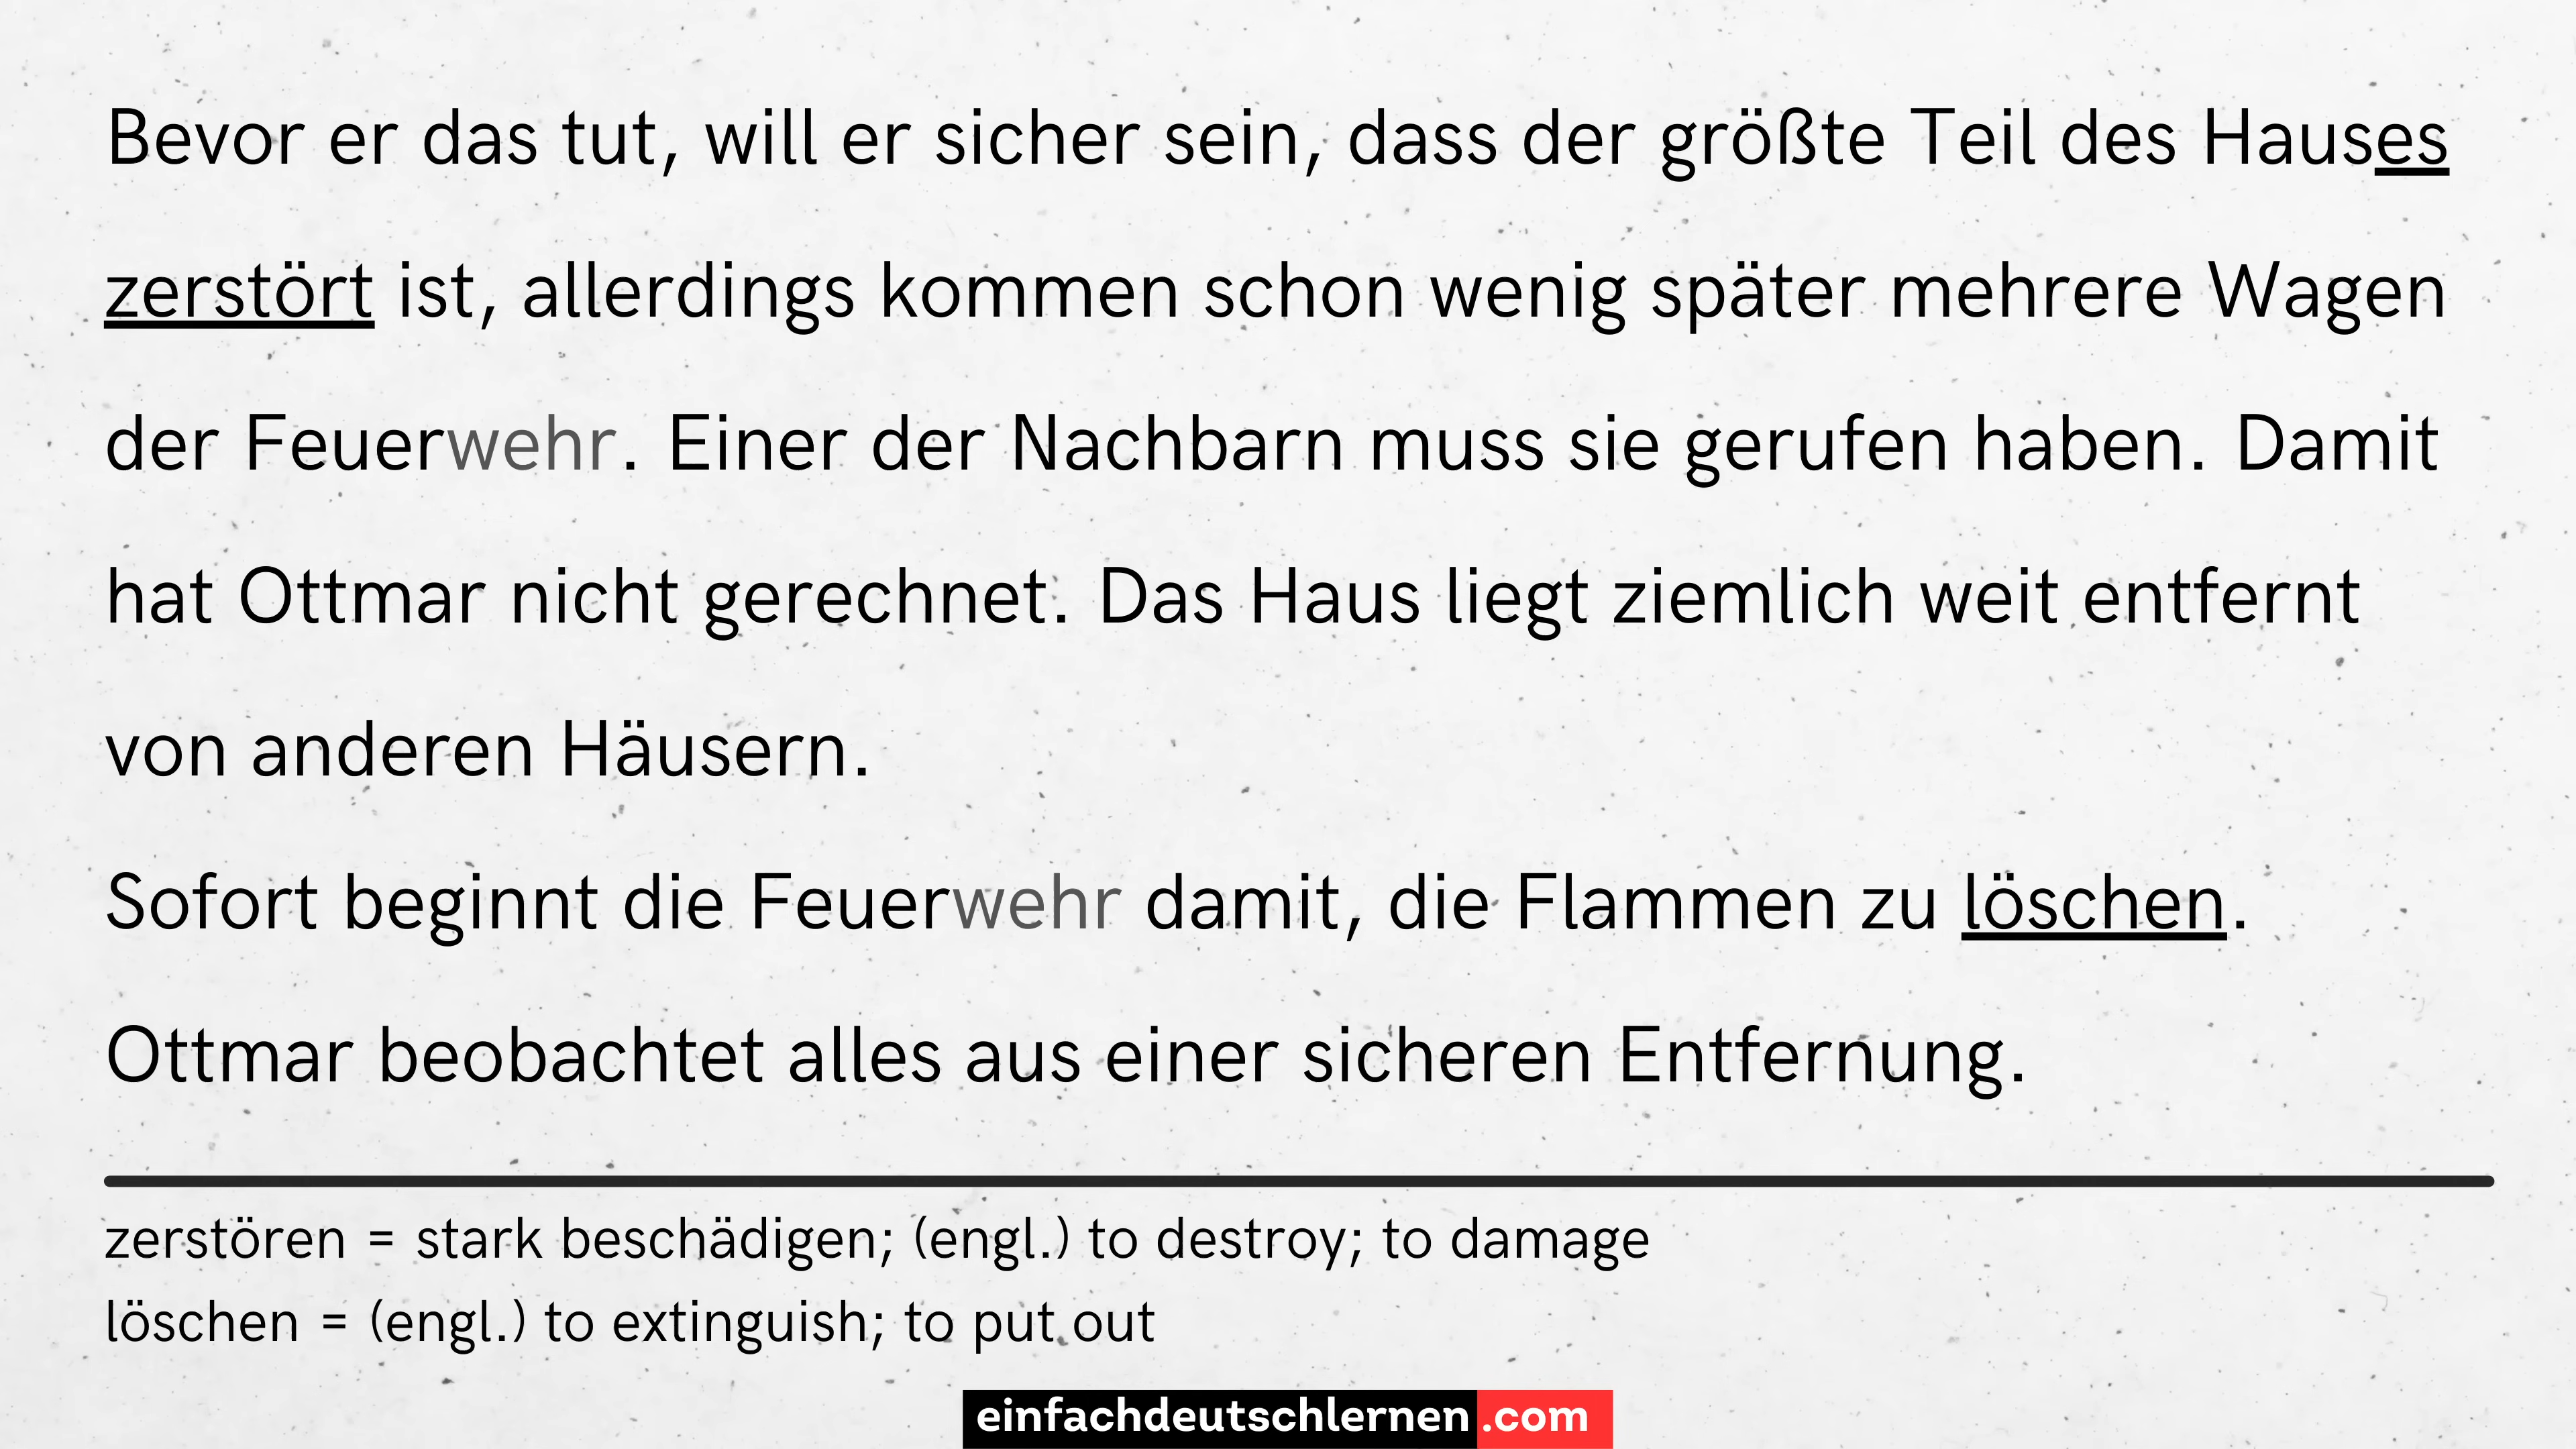 Bevor er das tut, will er sicher sein, dass der größte Teil des Hauses
zerstört ist, allerdings kommen schon wenig später mehrere Wagen
der Feuerwehr. Einer der Nachbarn muss sie gerufen haben. Damit
hat Ottmar nicht gerechnet. Das Haus liegt ziemlich weit entfernt
von anderen Häusern.
Sofort beginnt die Feuerwehr damit, die Flammen zu löschen.
Ottmar beobachtet alles aus einer sicheren Entfernung.
zerstören = stark beschädigen; (engl.) to destroy; to damage
löschen = (engl.) to extinguish; to put out
einfachdeutschlernen.com